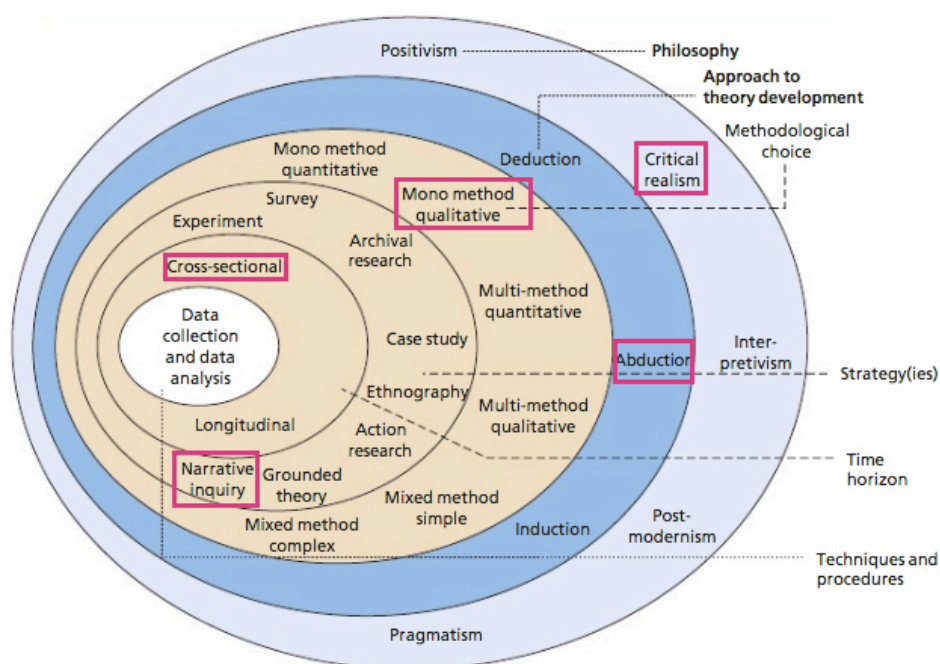 Positivism
Philosophy
Approach to
theory development
Methodological
choice
Deduction
Critical
realism
Mono method
quantitative
Mono method
qualitative
Survey
Experiment
Archival
research
Cross-sectional
Multi-method
quantitative
Data
collection
and data
analysis
Case study
Abduction
Inter-
pretivism
Strategy(ies)
Ethnography
Multi-method
qualitative
Longitudinal
Action
research
Narrative
inquiry
Grounded
theory
Time
horizon
Mixed method
simple
Mixed method
complex
Induction
Post-
modernism
Techniques and
procedures
Pragmatism